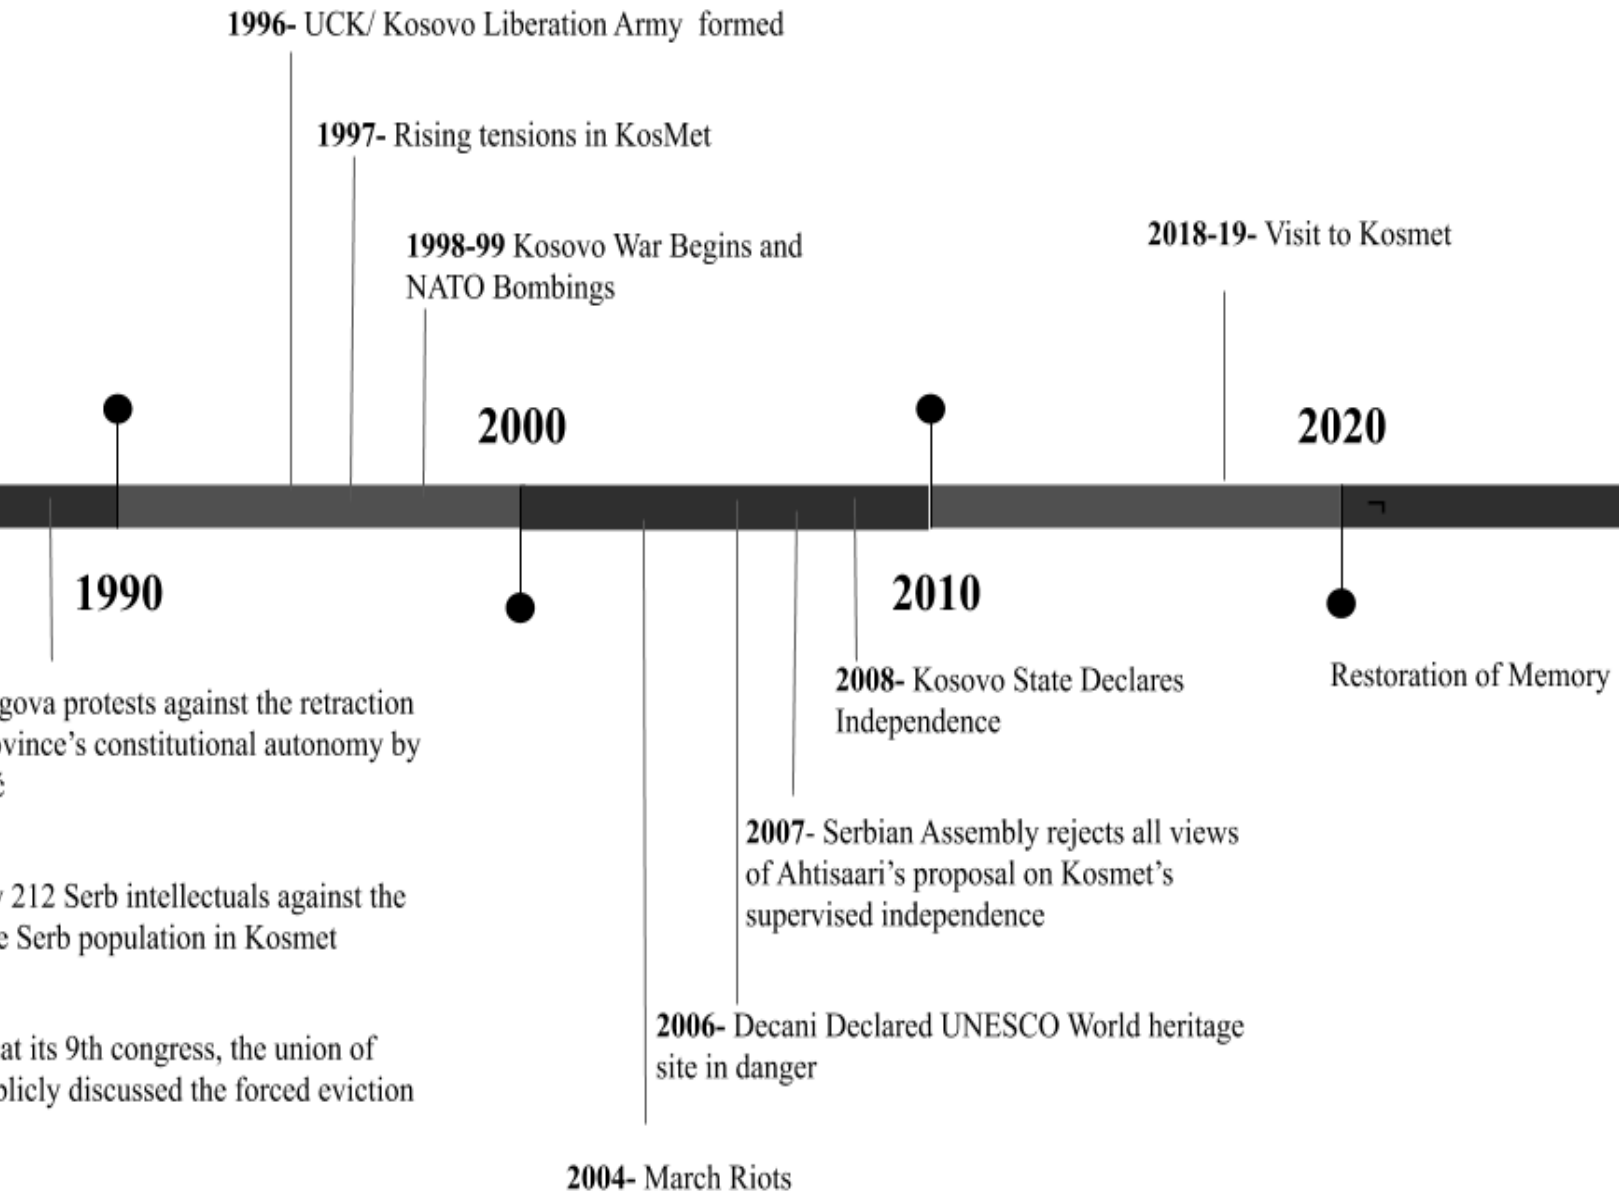 1996- UCK/ Kosovo Liberation Army formed
1997- Rising tensions in KosMet
1998-99 Kosovo War Begins and
NATO Bombings
2018-19- Visit to Kosmet
2000
2020
1990
2010
2008- Kosovo State Declares
Independence
Restoration of Memory
gova protests against the retraction
ovince’s constitutional autonomy by
ć
2007- Serbian Assembly rejects all views
of Ahtisaari’s proposal on Kosmet’s
supervised independence
212 Serb intellectuals against the
e Serb population in Kosmet
2006- Decani Declared UNESCO World heritage
site in danger
at its 9th congress, the union of
blicly discussed the forced eviction
2004- March Riots